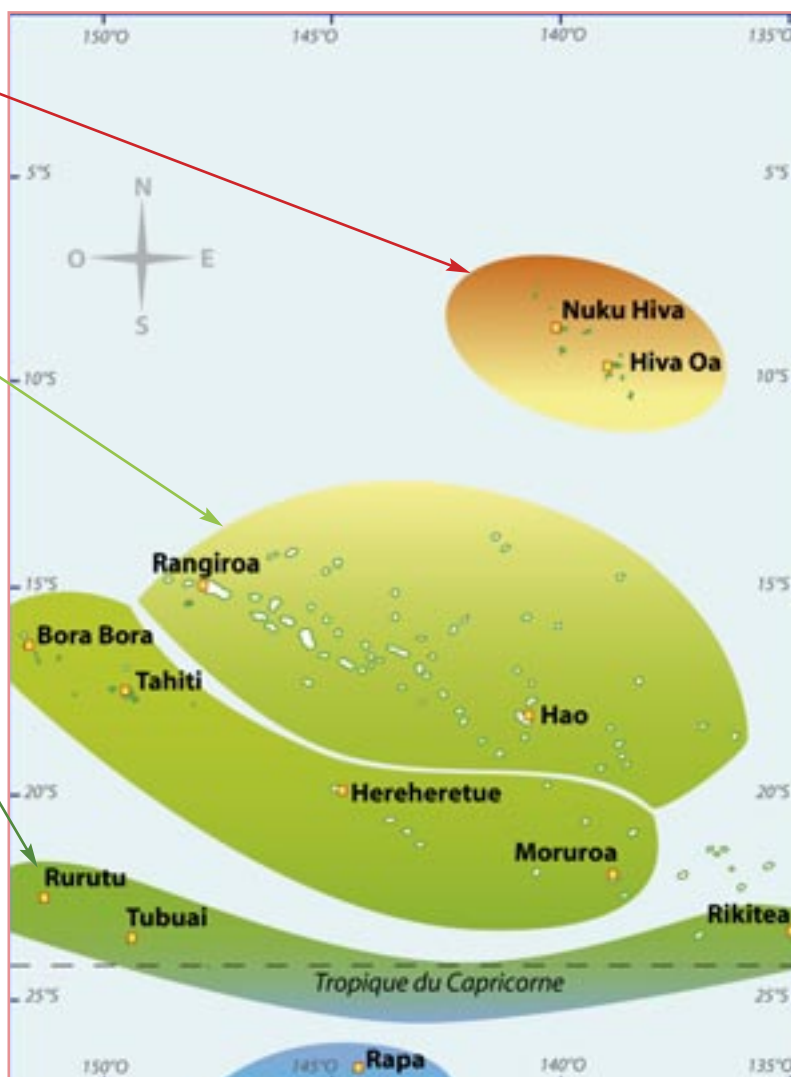 150°O 145°O 140°O 135°O
5°S 5°S
N
O E
S
Nuku Hiva
Hiva Oa
10°S 10°S
Rangiroa
15°S 15°S
Bora Bora
Tahiti
Hao
20°S 20°S
Hereheretue
Moruroa
Rurutu
Tubuai
Rikitea
Tropique du Capricorne
25°S 25°S
Rapa
150°O 145°O 140°O 135°O